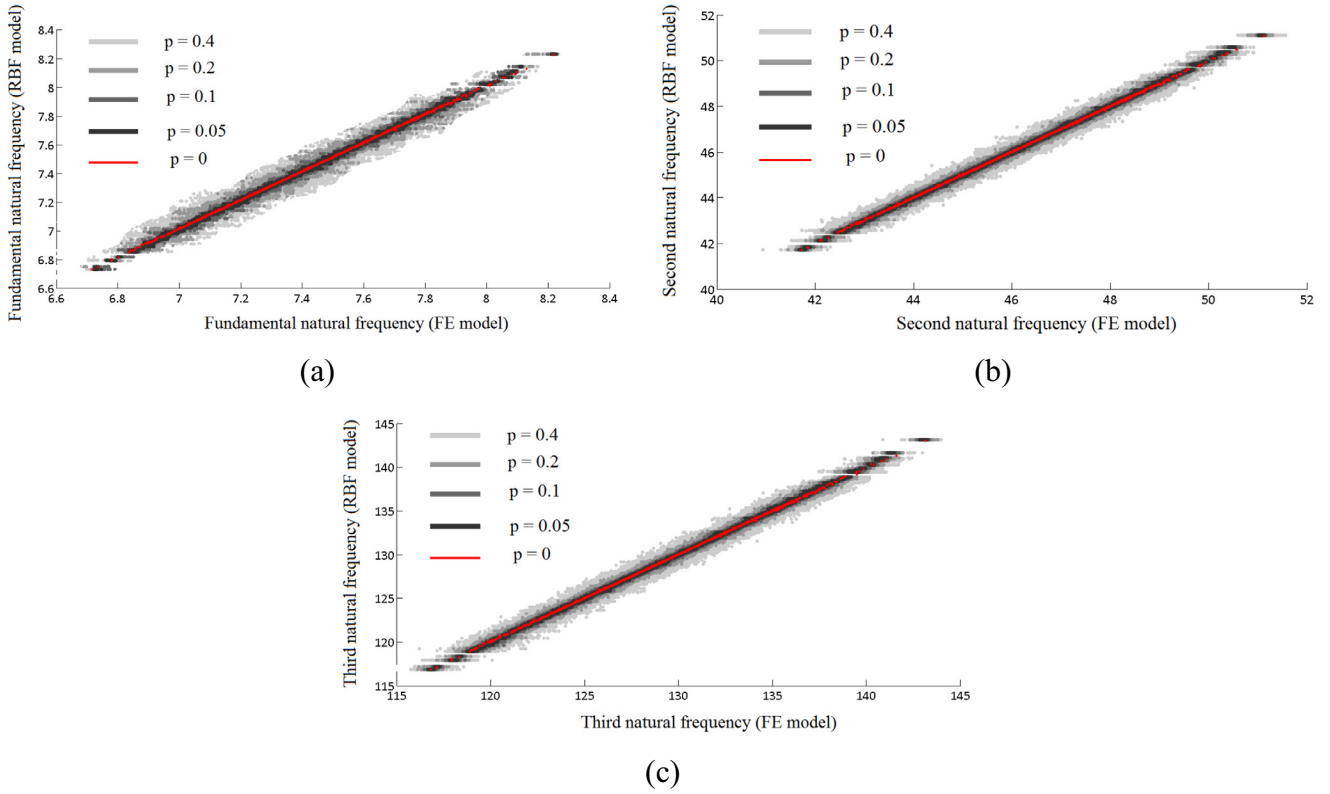 Fundamental natural frequency (RBF model)
8.4
8.2
8
7.8
7.6
7.4
7.2
7
6.8
6.6
p = 0.4
p = 0.2
p = 0.1
p = 0.05
p = 0
6.6 6.8 7 7.2 7.4 7.6 7.8 8 8.2 8.4
Fundamental natural frequency (FE model)
(a)
Second natural frequency (RBF model)
52
50
48
46
44
42
40
p = 0.4
p = 0.2
p = 0.1
p = 0.05
p = 0
40 42 44 46 48 50 52
Second natural frequency (FE model)
(b)
Third natural frequency (RBF model)
145
140
135
130
125
120
115
p = 0.4
p = 0.2
p = 0.1
p = 0.05
p = 0
115 120 125 130 135 140 145
Third natural frequency (FE model)
(c)